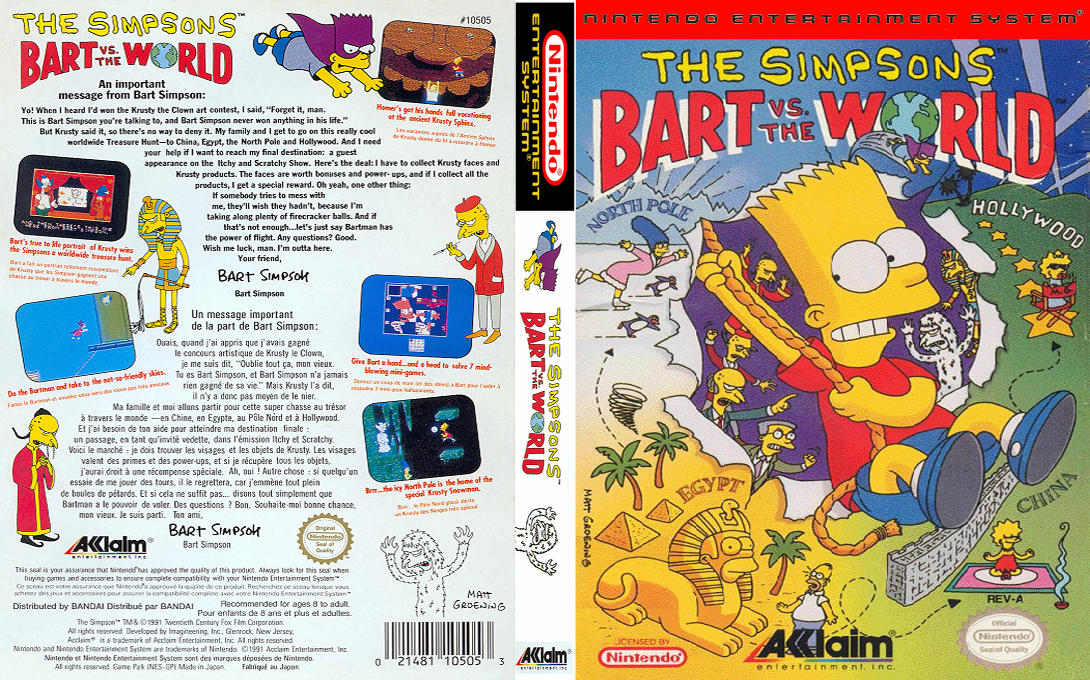 THE SIMPSONS™
BART VS. THE WORLD
#10505
An important
message from Bart Simpson:
Yo! When I heard I'd won the Krusty the Clown art contest, I said, "Forget it, man.
This is Bart Simpson you're talking to, and Bart Simpson never won anything in his life."
But Krusty said it, so there's no way to deny it. My family and I get to go on this really cool
worldwide Treasure Hunt—to China, Egypt, the North Pole and Hollywood. And I need
your help if I want to reach my final destination: a guest
appearance on the Itchy and Scratchy Show. Here's the deal: I have to collect Krusty faces and
Krusty products. The faces are worth bonuses and power-ups, and if I collect all the
products, I get a special reward. Oh yeah, one other thing:
If somebody tries to mess with
me, they'll wish they hadn't, because I'm
taking along plenty of firecracker balls. And if
that's not enough...let's just say Bartman has
the power of flight. Any questions? Good.
Wish me luck, man. I'm outta here.
Your friend,
BART SIMPSON
Bart Simpson
Homer's got his hands full vacationing
at the ancient Krusty Sphinx.
Les vacances auprès de l'Ancien Sphinx
de Krusty donne du fil à retordre à Homer
Bart's true to life portrait of Krusty wins
the Simpsons a worldwide treasure hunt.
Bart a fait un portrait tellement ressemblant
de Krusty que les Simpson gagnent une
chasse au trésor à travers le monde.
Do the Bartman and take to the not-so-friendly skies.
Faites le Bartman et envolez-vous vers des cieux pas très amicaux.
Give Bart a hand...and a head to solve 7 mind-
blowing mini-games.
Donnez un coup de main (et des idées) à Bart pour l'aider à
résoudre 7 mini-jeux hallucinants.
Brrr...the icy North Pole is the home of the
special Krusty Snowman.
Brrr... le Pôle Nord glacé abrite
un Krusty des Neiges très spécial.
Un message important
de la part de Bart Simpson:
Ouais, quand j'ai appris que j'avais gagné
le concours artistique de Krusty le Clown,
je me suis dit, "Oublie tout ça, mon vieux.
Tu es Bart Simpson, et Bart Simpson n'a jamais
rien gagné de sa vie." Mais Krusty l'a dit,
il n'y a donc pas moyen de le nier.
Ma famille et moi allons partir pour cette super chasse au trésor
à travers le monde —en Chine, en Egypte, au Pôle Nord et à Hollywood.
Et j'ai besoin de ton aide pour atteindre ma destination finale :
un passage, en tant qu'invité vedette, dans l'émission Itchy et Scratchy.
Voici le marché : je dois trouver les visages et les objets de Krusty. Les visages
valent des primes et des power-ups, et si je récupère tous les objets,
j'aurai droit à une récompense spéciale. Ah, oui ! Autre chose : si quelqu'un
essaie de me jouer des tours, il le regrettera, car j'emmène tout plein
de boules de pétards. Et si cela ne suffit pas... disons tout simplement que
Bartman a le pouvoir de voler. Des questions ? Bon. Souhaite-moi bonne chance,
mon vieux. Je suis parti. Ton ami,
BART SIMPSON
Bart Simpson
AKKlaim®
entertainment, inc.
Original
Nintendo
Seal of Quality
MATT
GROENING
This seal is your assurance that Nintendo® has approved the quality of this product. Always look for this seal when
buying games and accessories to ensure complete compatibility with your Nintendo Entertainment System™
Ce sceau est votre assurance que Nintendo® a approuvé la qualité de ce produit. Recherchez ce sceau lorsque vous
achetez des jeux et accessoires pour assurer la compatibilité complète avec votre Nintendo Entertainment System™
Distributed by BANDAI Distribué par BANDAI
Recommended for ages 8 to adult.
Pour enfants de 8 ans et plus et adultes.
The Simpson™ TM & © 1991 Twentieth Century Fox Film Corporation.
All rights reserved. Developed by Imagineering, Inc., Glenrock, New Jersey,
Acclaim® is a trademark of Acclaim Entertainment, Inc. All rights reserved.
Nintendo and Nintendo Entertainment System are trademarks of Nintendo. ©1991 Acclaim Entertainment, Inc.
Nintendo et Nintendo Entertainment System sont des marques déposées de Nintendo.
All rights reserved. Game Pak (NES-GP) Made in Japan. Fabriqué au Japon.
0 21481 10505 3
Nintendo®
ENTERTAINMENT
SYSTEM®
THE SIMPSONS™
BART VS. THE WORLD
AKKlaim®
entertainment, inc.
NINTENDO ENTERTAINMENT SYSTEM®
THE SIMPSONS™
BART VS. THE WORLD™
NORTH POLE
HOLLYWOOD
M.G.
EGYPT
CHINA
MATT GROENING
REV-A
LICENSED BY
Nintendo®
AKKlaim®
entertainment, inc.
Official
Nintendo
Seal of Quality